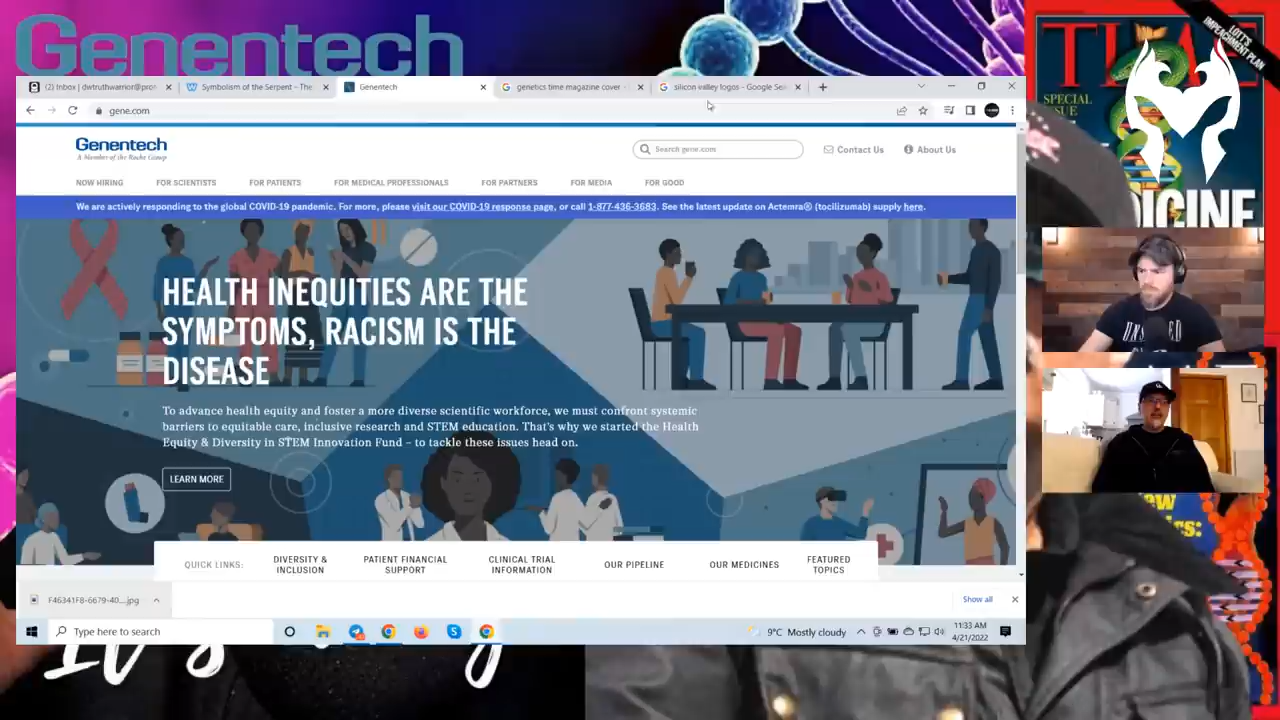 Genentech
TIME
SPECIAL
ISSUE
LOTT'S
IMPEACHMENT PLAN
(2) Inbox | dwtruthwarrior@pro
Symbolism of the Serpent – The
Genentech
genetics time magazine cover -
silicon valley logos - Google Se
gene.com
Genentech
A Member of the Roche Group
Search gene.com
Contact Us
About Us
NOW HIRING
FOR SCIENTISTS
FOR PATIENTS
FOR MEDICAL PROFESSIONALS
FOR PARTNERS
FOR MEDIA
FOR GOOD
We are actively responding to the global COVID-19 pandemic. For more, please visit our COVID-19 response page, or call 1-877-436-3683. See the latest update on Actemra® (tocilizumab) supply here.
HEALTH INEQUITIES ARE THE
SYMPTOMS, RACISM IS THE
DISEASE
To advance health equity and foster a more diverse scientific workforce, we must confront systemic
barriers to equitable care, inclusive research and STEM education. That's why we started the Health
Equity & Diversity in STEM Innovation Fund – to tackle these issues head on.
LEARN MORE
QUICK LINKS:
DIVERSITY &
INCLUSION
PATIENT FINANCIAL
SUPPORT
CLINICAL TRIAL
INFORMATION
OUR PIPELINE
OUR MEDICINES
FEATURED
TOPICS
F46341F8-6679-40....jpg
Show all
Type here to search
9°C Mostly cloudy
11:33 AM
4/21/2022